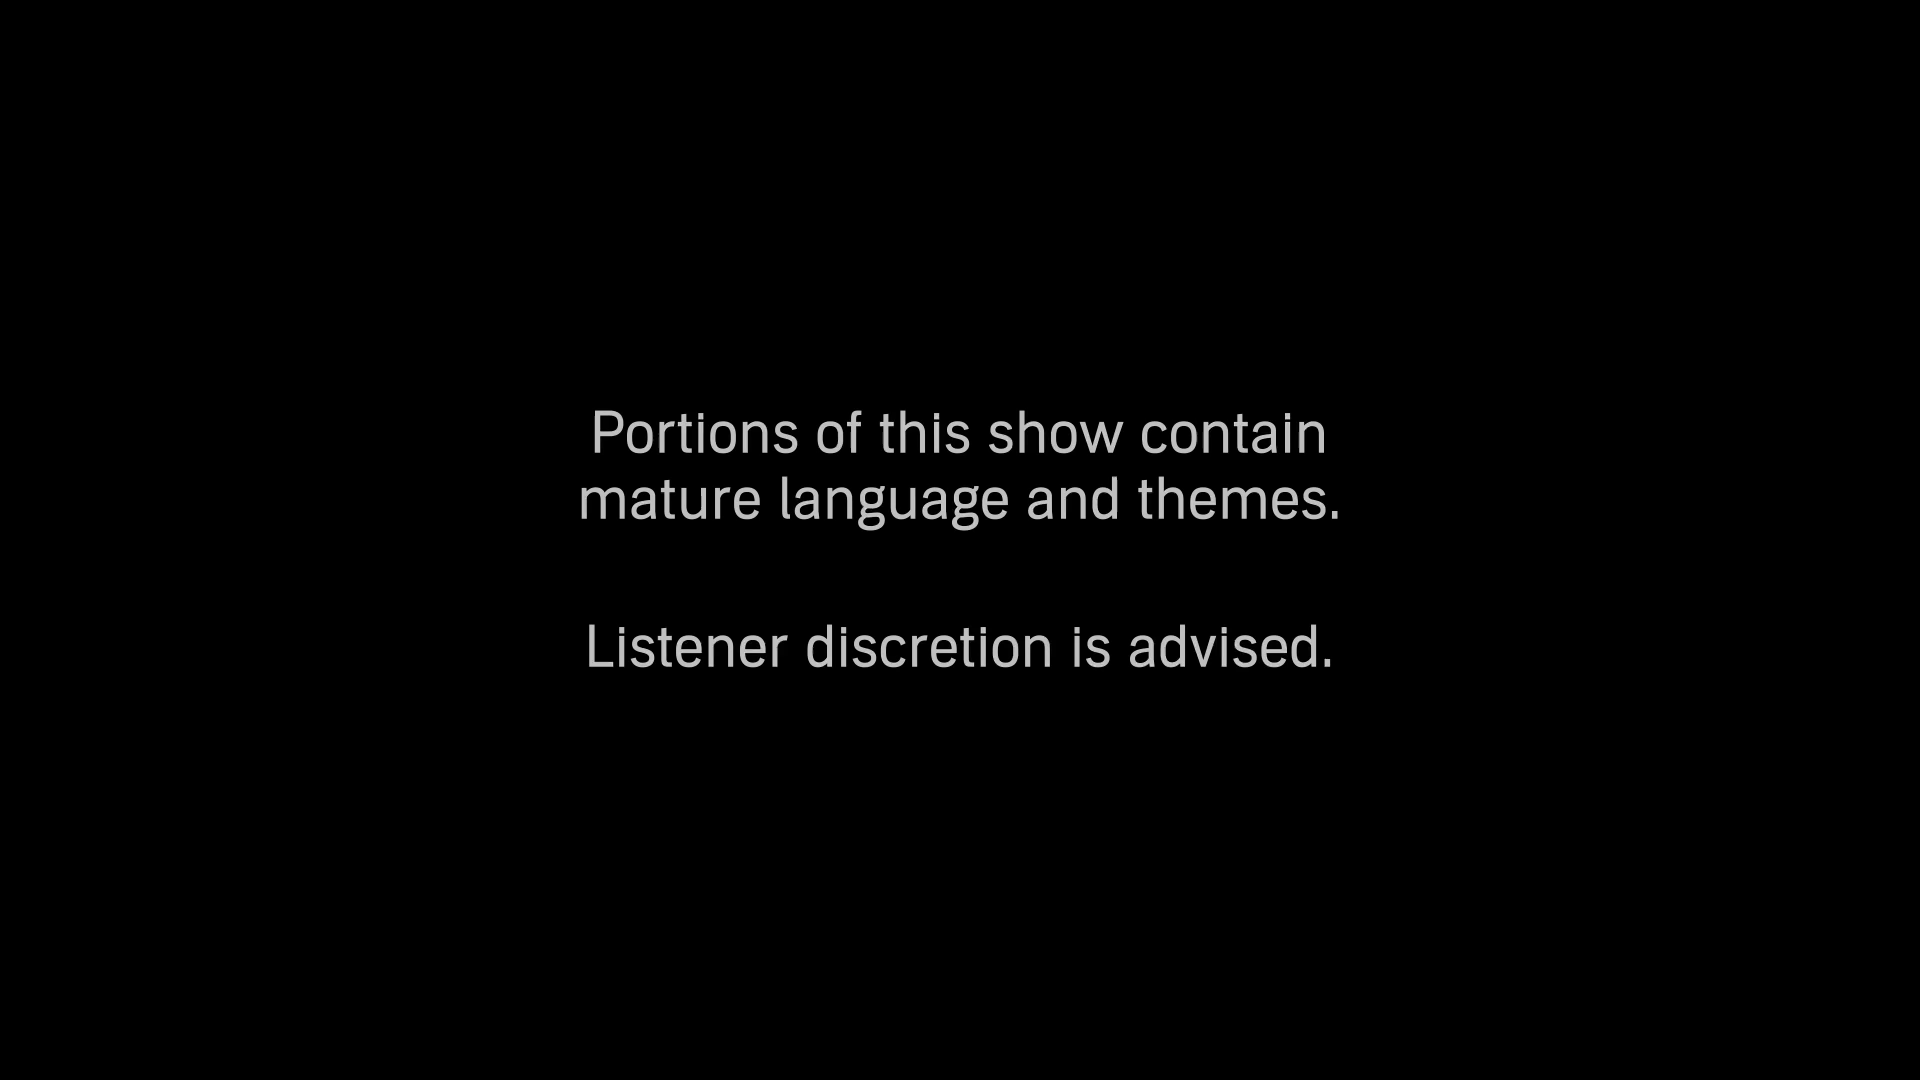 Portions of this show contain
mature language and themes.
Listener discretion is advised.